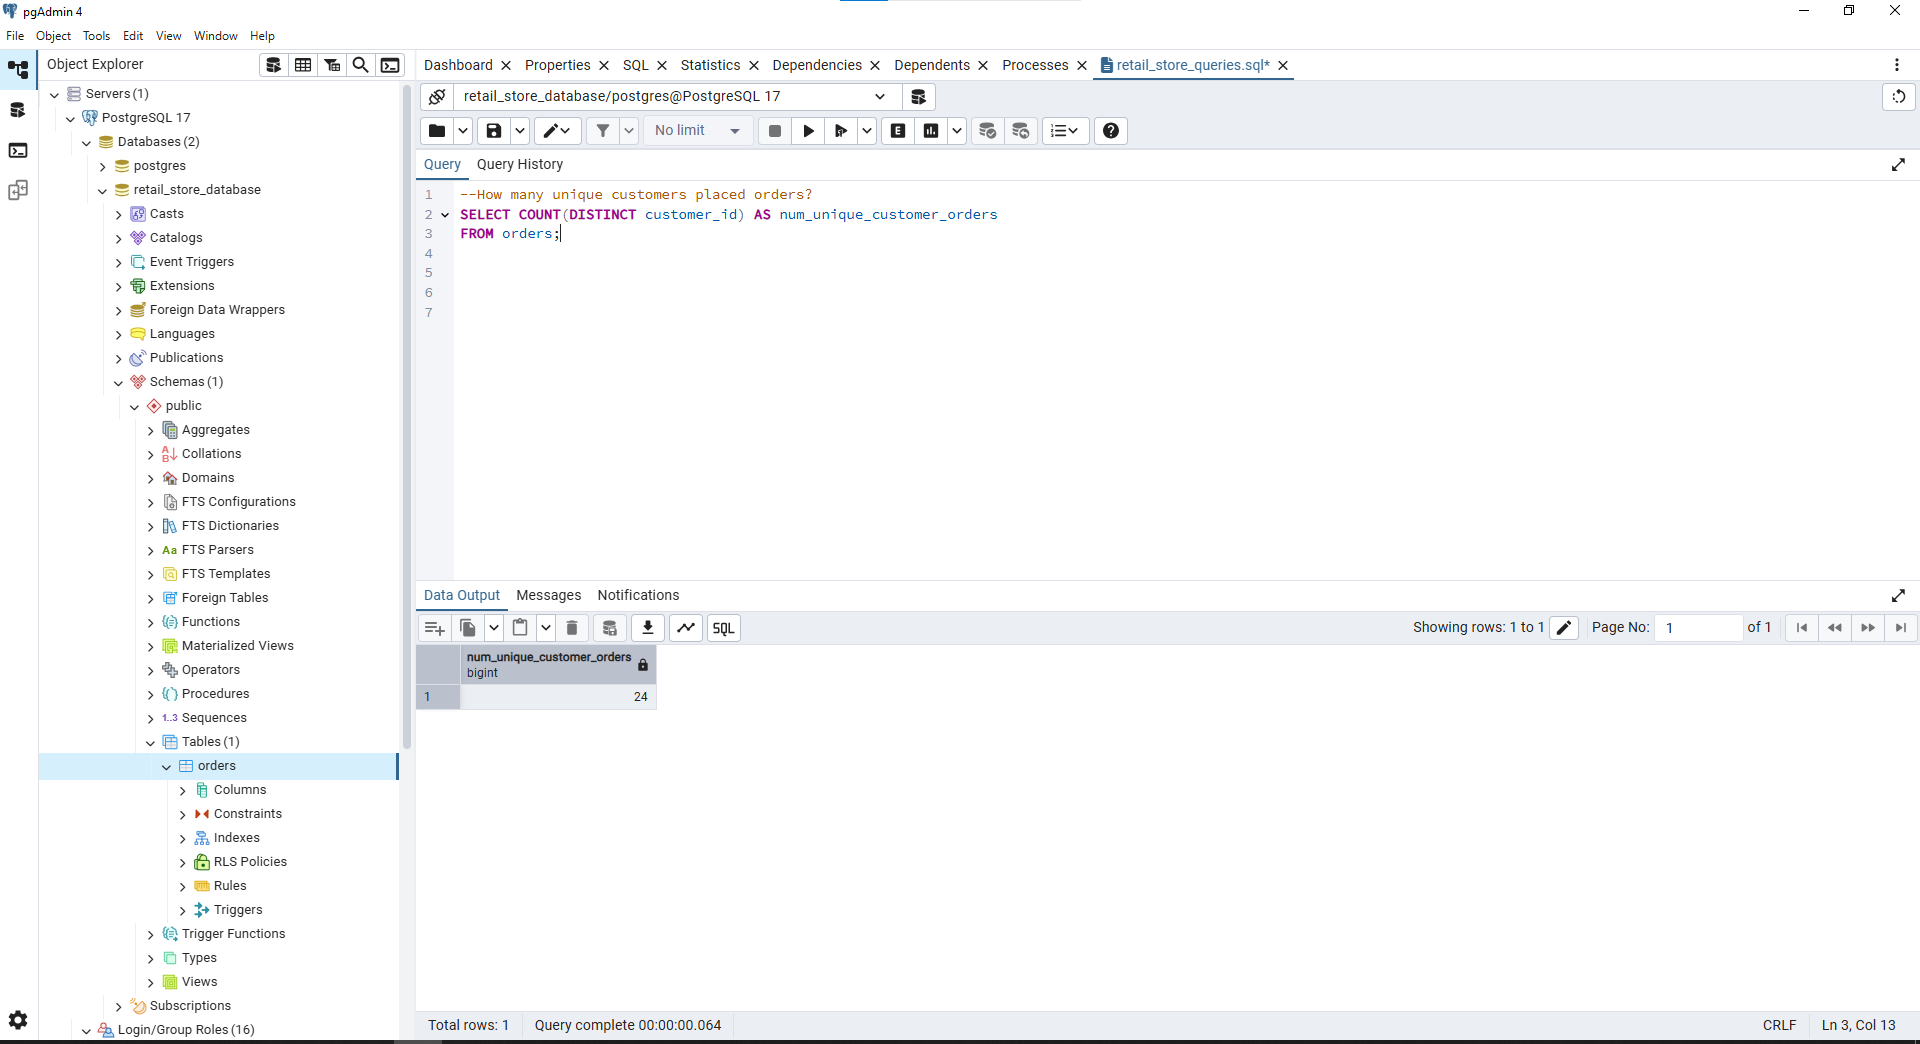 pgAdmin 4
File Object Tools Edit View Window Help
Object Explorer
Servers (1)
PostgreSQL 17
Databases (2)
postgres
retail_store_database
Casts
Catalogs
Event Triggers
Extensions
Foreign Data Wrappers
Languages
Publications
Schemas (1)
public
Aggregates
Collations
Domains
FTS Configurations
FTS Dictionaries
Aa FTS Parsers
FTS Templates
Foreign Tables
Functions
Materialized Views
Operators
Procedures
1..3 Sequences
Tables (1)
orders
Columns
Constraints
Indexes
RLS Policies
Rules
Triggers
Trigger Functions
Types
Views
Subscriptions
Login/Group Roles (16)
Dashboard Properties SQL Statistics Dependencies Dependents Processes retail_store_queries.sql*
retail_store_database/postgres@PostgreSQL 17
No limit E
Query Query History
1 --How many unique customers placed orders?
2 SELECT COUNT(DISTINCT customer_id) AS num_unique_customer_orders
3 FROM orders;
4
5
6
7
Data Output Messages Notifications
SQL Showing rows: 1 to 1 Page No: 1 of 1
num_unique_customer_orders
bigint
1 24
Total rows: 1 Query complete 00:00:00.064 CRLF Ln 3, Col 13